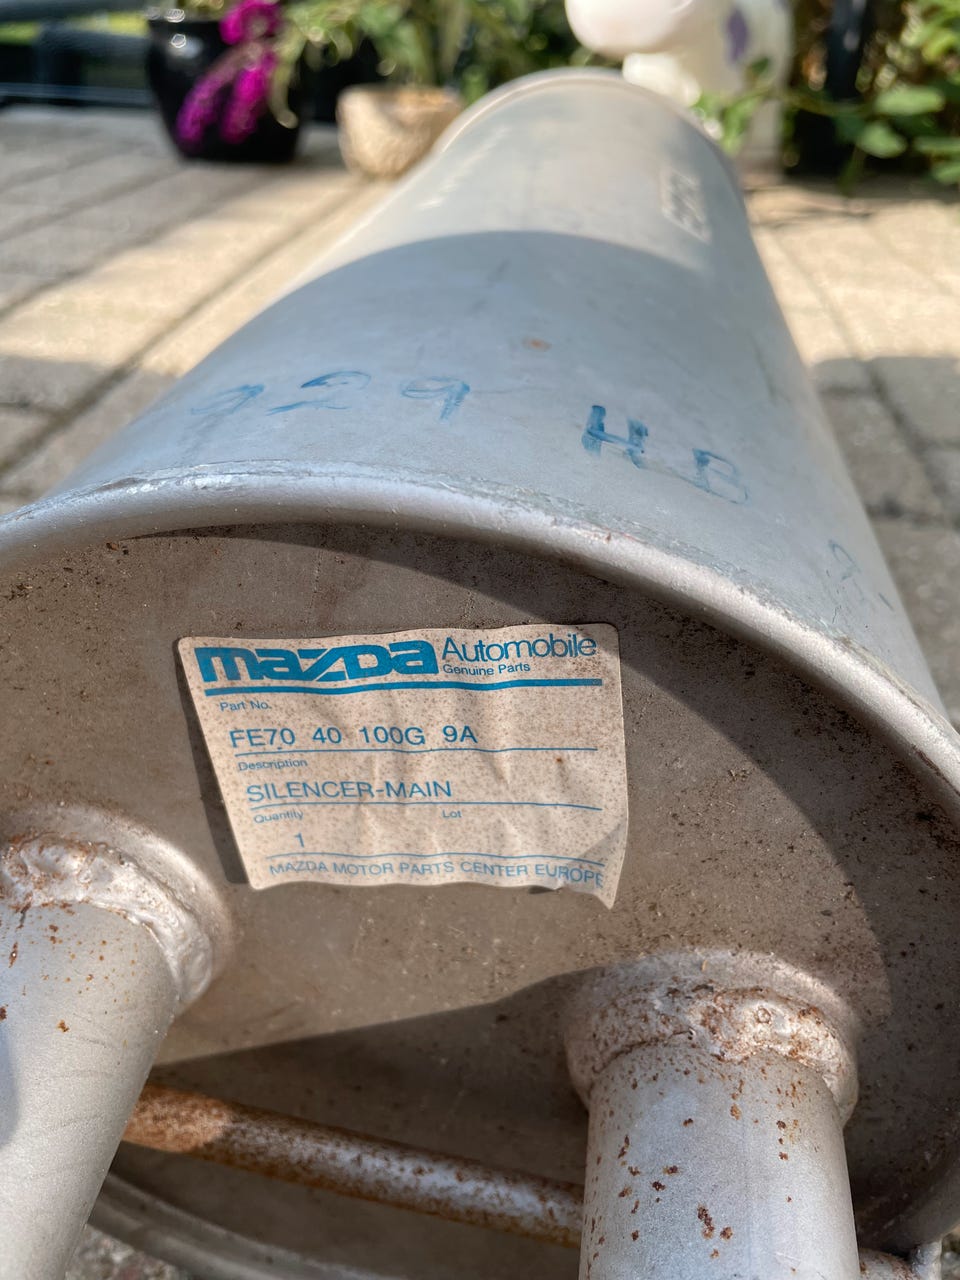 929 HB
mazda Automobile
Genuine Parts
Part No.
FE70 40 100G 9A
Description
SILENCER-MAIN
Quantity Lot
1
MAZDA MOTOR PARTS CENTER EUROPE